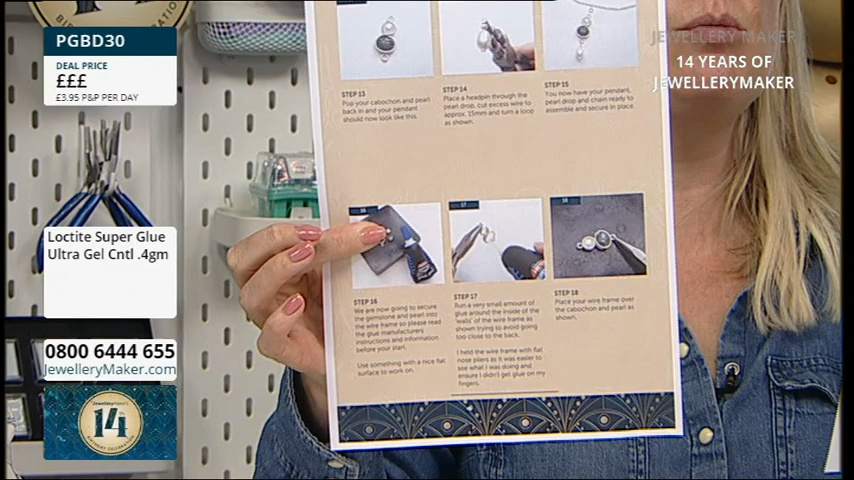 PGBD30
DEAL PRICE
£££
£3.95 P&P PER DAY
JEWELLERY MAKER
14 YEARS OF
JEWELLERYMAKER
STEP 13
Pop your cabochon and pearl
back in and your pendant
should now look like this.
STEP 14
Place a headpin through the
pearl drop, cut excess wire to
approx. 15mm and turn a loop
as shown.
STEP 15
You now have your pendant,
pearl drop and chain ready to
assemble and secure in place.
Loctite Super Glue
Ultra Gel Cntl .4gm
16
17
18
STEP 16
We are now going to secure
the gemstone and pearl into
the wire frame so please read
the glue manufacturers
instructions and information
before your start.
Use something with a nice flat
surface to work on.
STEP 17
Run a very small amount of
glue around the inside of the
'walls' of the wire frame as
shown trying to avoid going
too close to the back.
I held the wire frame with flat
nose pliers as it was easier to
see what I was doing and
ensure I didn't get glue on my
fingers.
STEP 18
Place your wire frame over
the cabochon and pearl as
shown.
0800 6444 655
JewelleryMaker.com
JewelleryMaker's
14